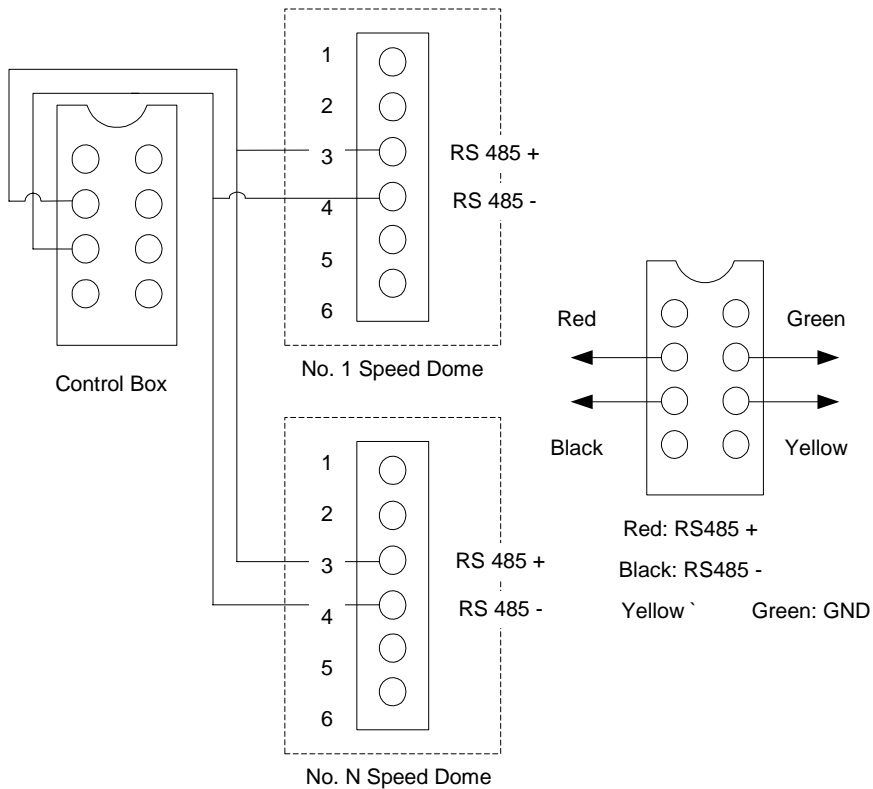 1
2
3
4
5
6
RS 485 +
RS 485 -
No. 1 Speed Dome
Control Box
1
2
3
4
5
6
RS 485 +
RS 485 -
No. N Speed Dome
Red
Green
Black
Yellow
Red: RS485 +
Black: RS485 -
Yellow ` Green: GND